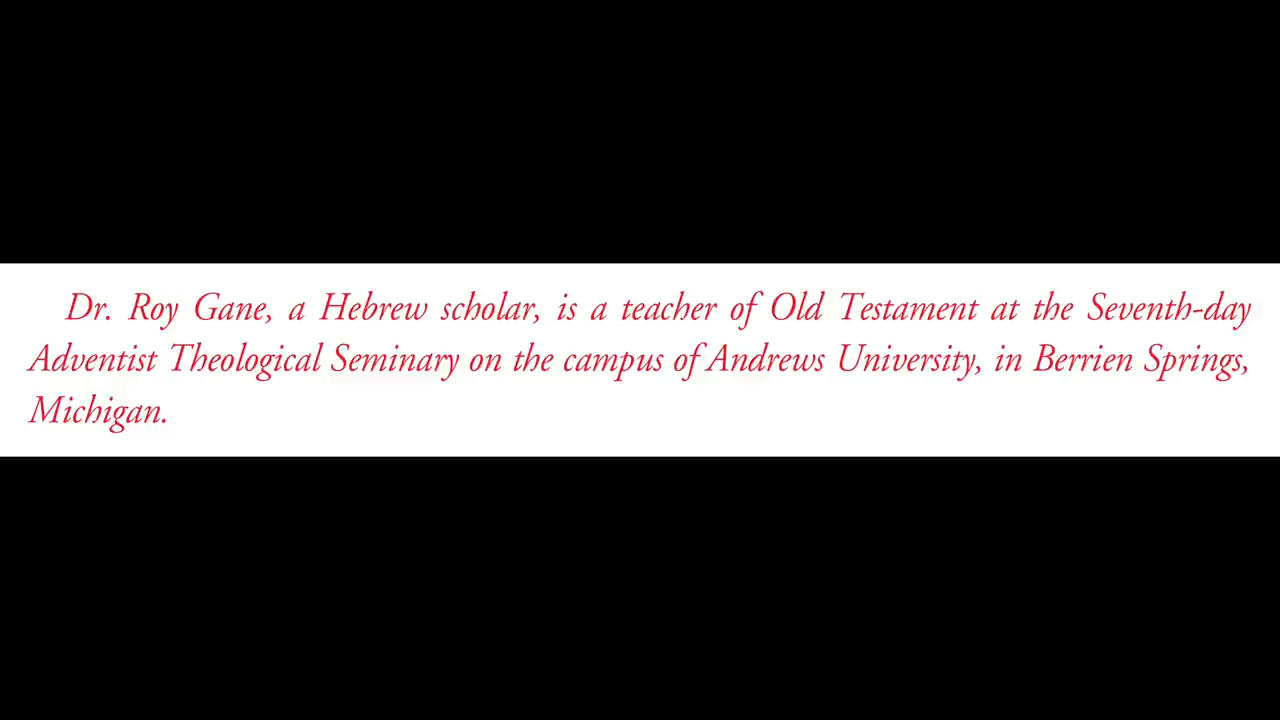 Dr. Roy Gane, a Hebrew scholar, is a teacher of Old Testament at the Seventh-day
Adventist Theological Seminary on the campus of Andrews University, in Berrien Springs,
Michigan.